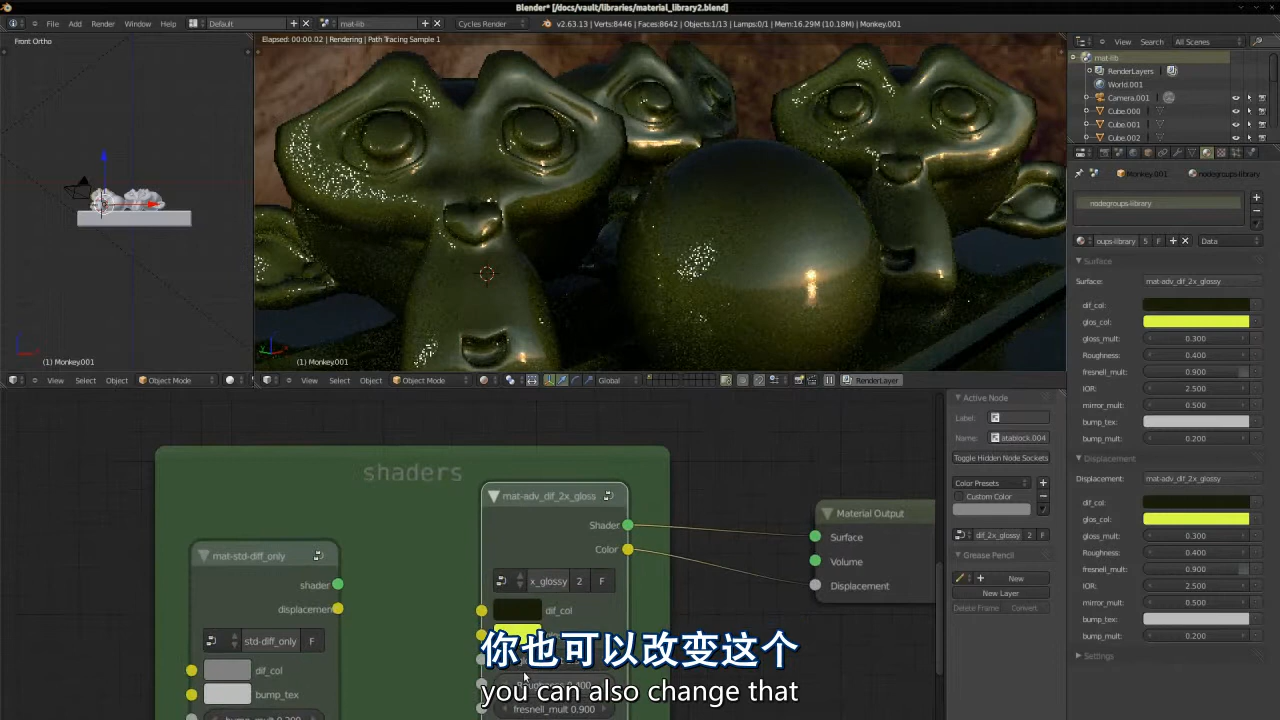 Blender* [/docs/vault/libraries/material_library2.blend]
File Add Render Window Help Default mat-lib Cycles Render v2.63.13 | Verts:8446 | Faces:8642 | Objects:1/13 | Lamps:0/1 | Mem:16.29M (10.18M) | Monkey.001
Front Ortho
Elapsed: 00:00.02 | Rendering | Path Tracing Sample 1
View Search All Scenes
mat-lib
RenderLayers
World.001
Camera.001
Cube.000
Cube.001
Cube.002
Monkey.001 nodegroups-library
nodegroups-library
oups-library 5 F Data
Surface
Surface: mat-adv_dif_2x_glossy
dif_col:
glos_col:
gloss_mult: 0.300
Roughness: 0.400
fresnell_mult: 0.900
IOR: 2.500
mirror_mult: 0.500
bump_tex:
bump_mult: 0.200
Displacement
Displacement: mat-adv_dif_2x_glossy
dif_col:
glos_col:
gloss_mult: 0.300
Roughness: 0.400
fresnell_mult: 0.900
IOR: 2.500
mirror_mult: 0.500
bump_tex:
bump_mult: 0.200
Settings
(1) Monkey.001
(1) Monkey.001
View Select Object Object Mode
View Select Object Object Mode Global RenderLayer
shaders
mat-std-diff_only
shader
displacemen
std-diff_only F
dif_col
bump_tex
mat-adv_dif_2x_gloss
Shader
Color
x_glossy 2 F
dif_col
Roughness 0.400
fresnell_mult 0.900
Material Output
Surface
Volume
Displacement
Active Node
Label:
Name: atablock.004
Toggle Hidden Node Sockets
Color Presets
Custom Color
dif_2x_glossy 2 F
Grease Pencil
New
New Layer
Delete Frame Convert
你也可以改变这个
you can also change that